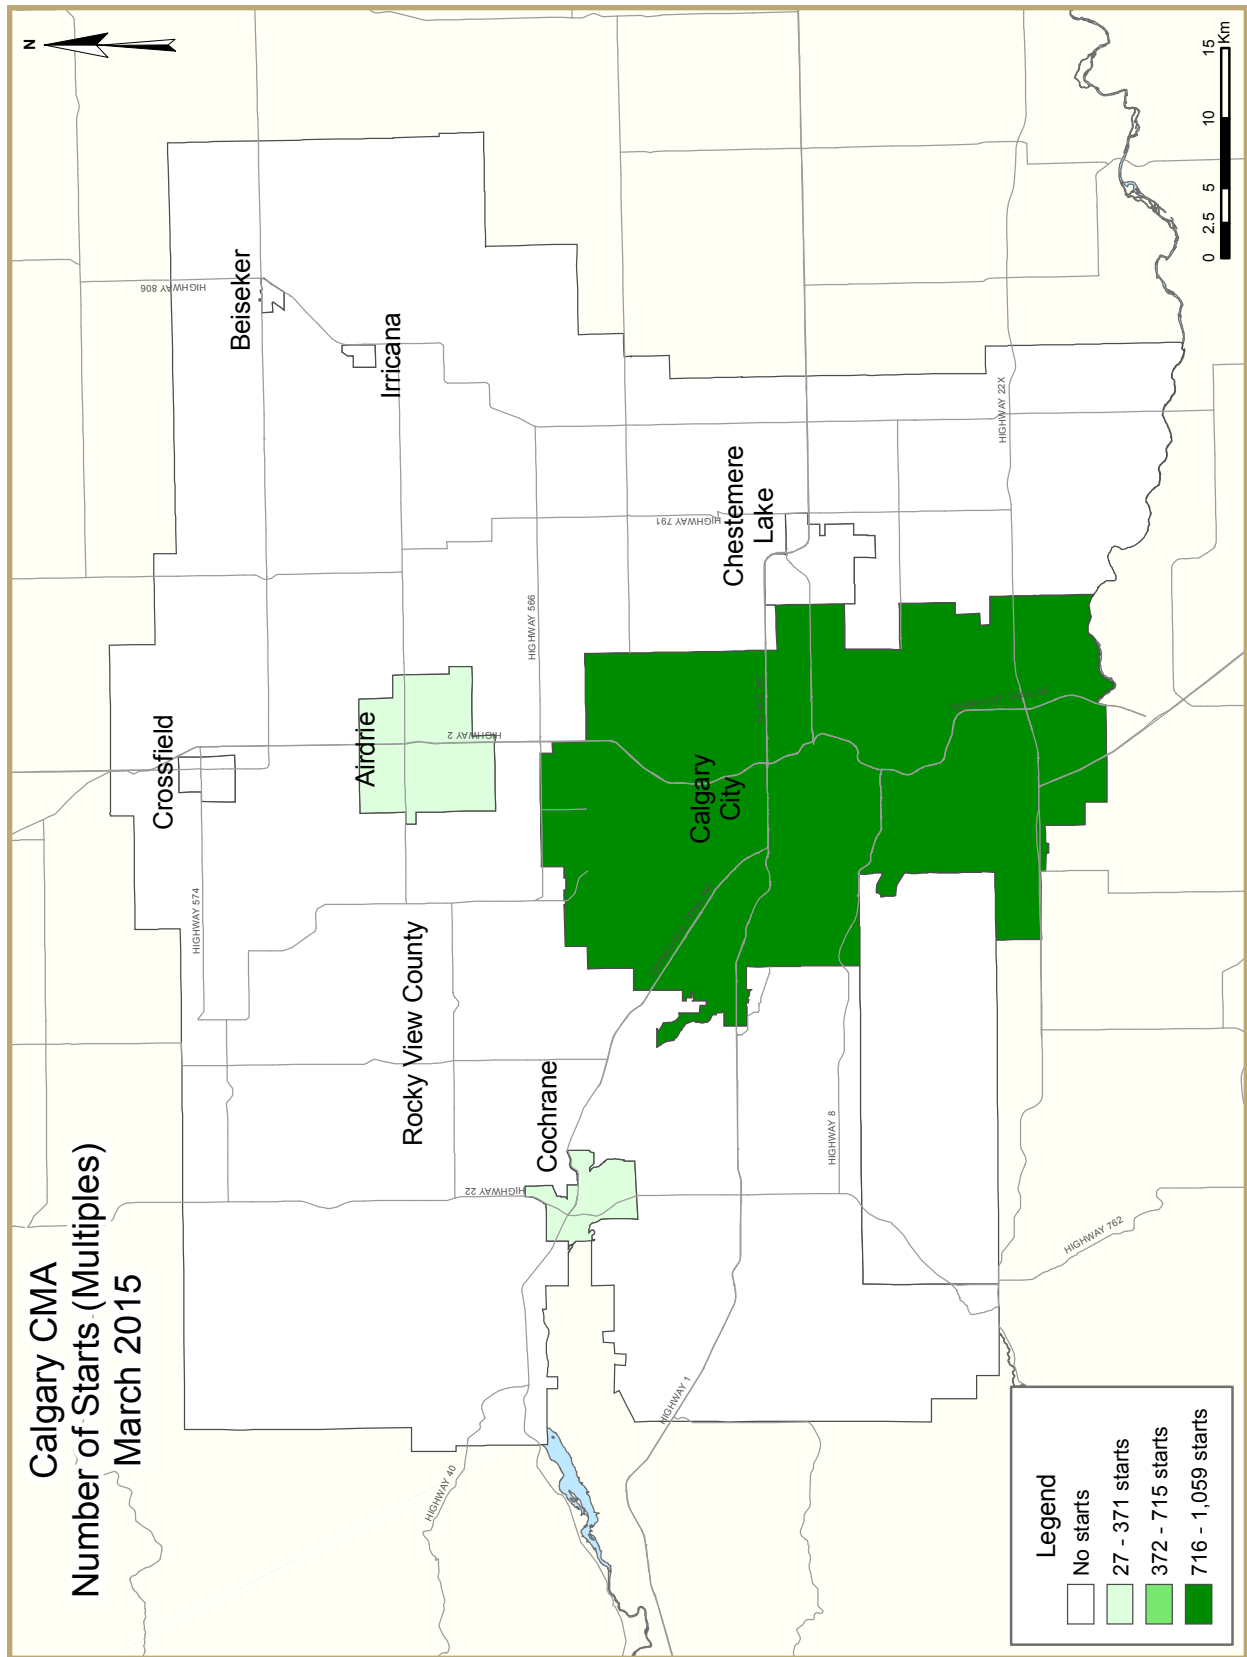 Calgary CMA
Number of Starts (Multiples)
March 2015
N
Crossfield
Beiseker
Irricana
Airdrie
Rocky View County
Cochrane
Calgary
City
Chestemere
Lake
HIGHWAY 806
HIGHWAY 574
HIGHWAY 566
HIGHWAY 2
HIGHWAY 791
HIGHWAY 22X
HIGHWAY 22
HIGHWAY 8
HIGHWAY 1
HIGHWAY 40
HIGHWAY 762
Legend
No starts
27 - 371 starts
372 - 715 starts
716 - 1,059 starts
0 2.5 5 10 15
Km